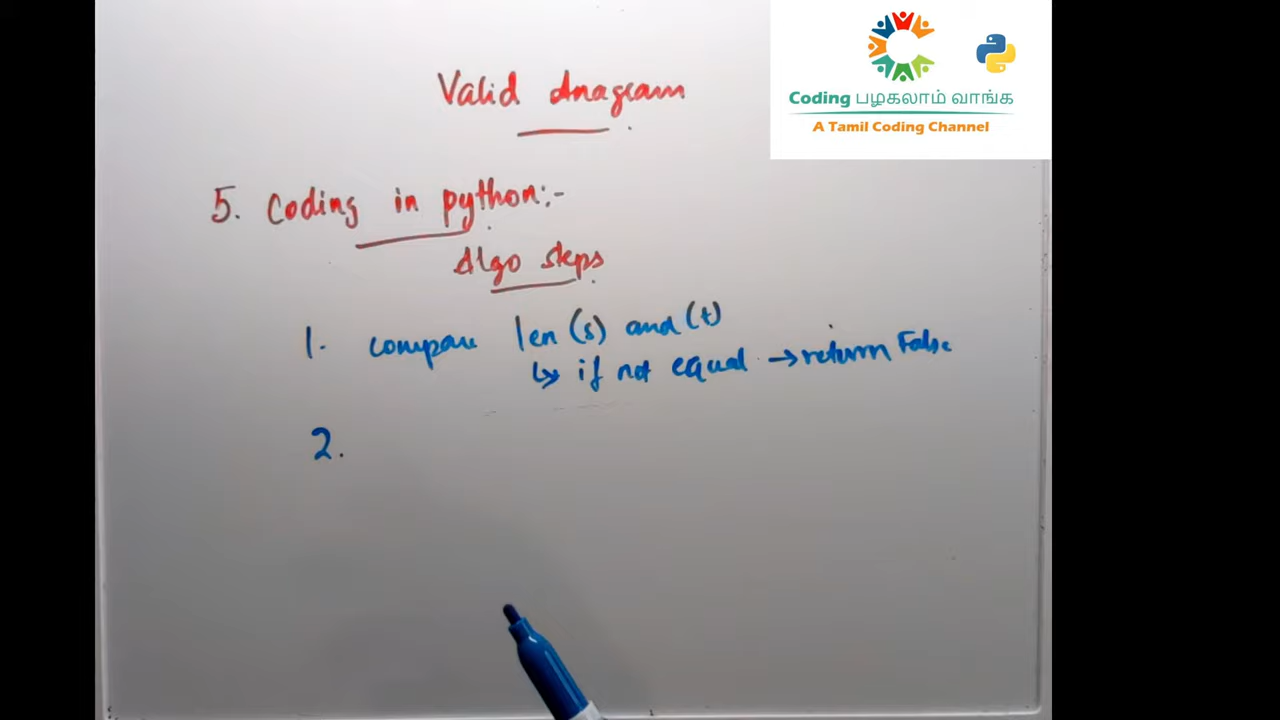 Valid Anagram
Coding பழகலாம் வாங்க
A Tamil Coding Channel
5. Coding in python:-
Algo steps
1. compare len (s) and (t)
↳ if not equal → return False
2.